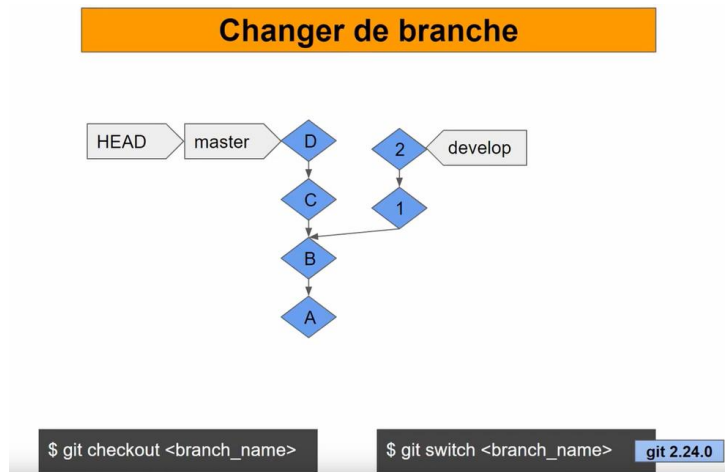 Changer de branche
HEAD
master
D
2
develop
C
1
B
A
$ git checkout <branch_name>
$ git switch <branch_name>
git 2.24.0